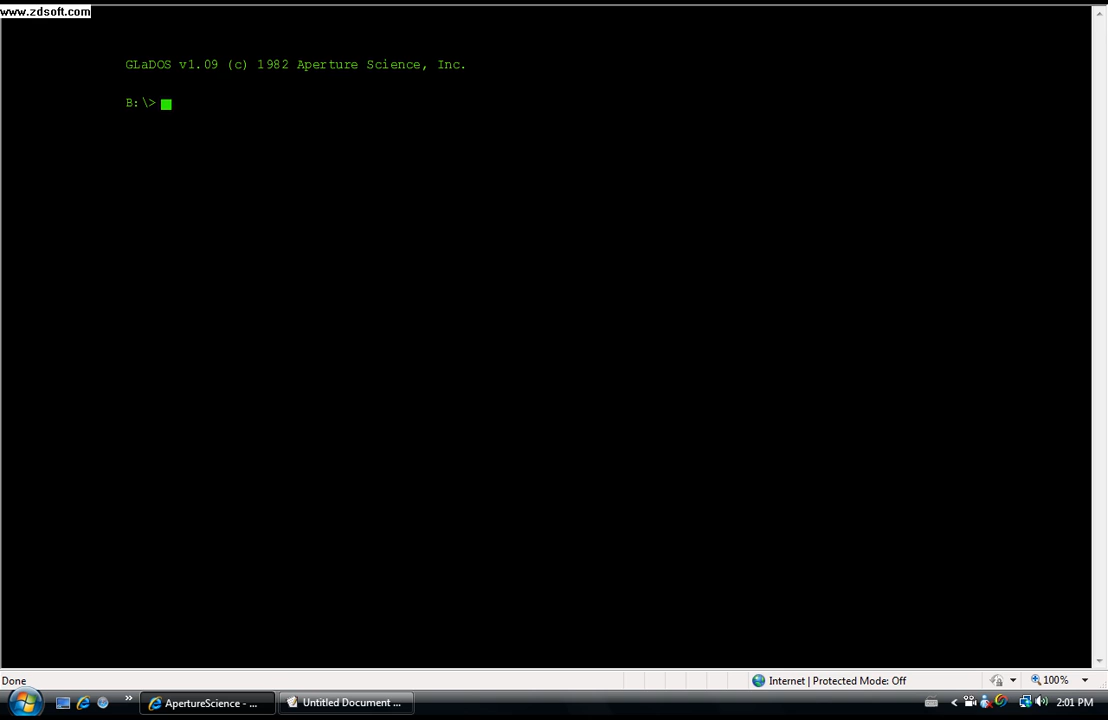 www.zdsoft.com
GLaDOS v1.09 (c) 1982 Aperture Science, Inc.
B:\>
Done
Internet | Protected Mode: Off
100%
» ApertureScience - ... Untitled Document ... < 2:01 PM